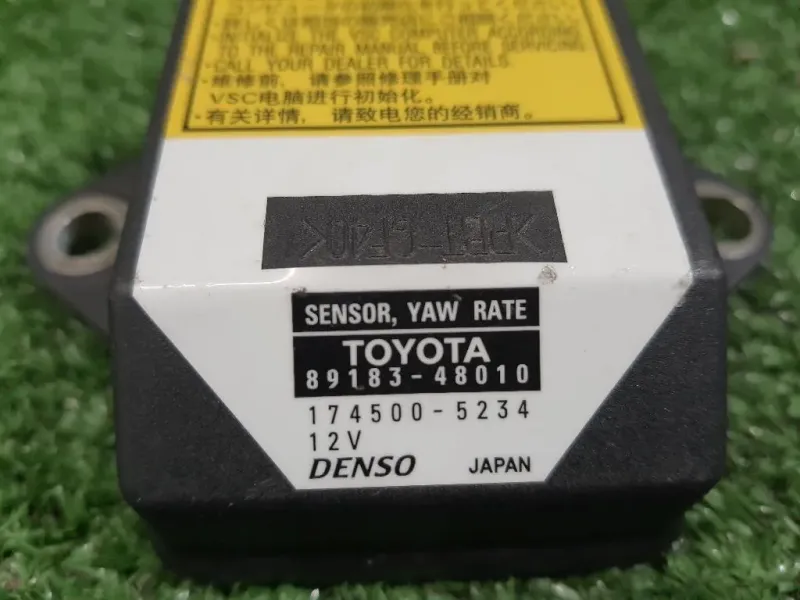 INITIALIZE THE VSC COMPUTER ACCORDING
TO THE REPAIR MANUAL BEFORE SERVICING.
・CALL YOUR DEALER FOR DETAILS.
・维修前，请参照修理手册对
VSC电脑进行初始化。
・有关详情，请致电您的经销商。
>PBT-GF40<
SENSOR, YAW RATE
TOYOTA
89183-48010
174500-5234
12V
DENSO JAPAN